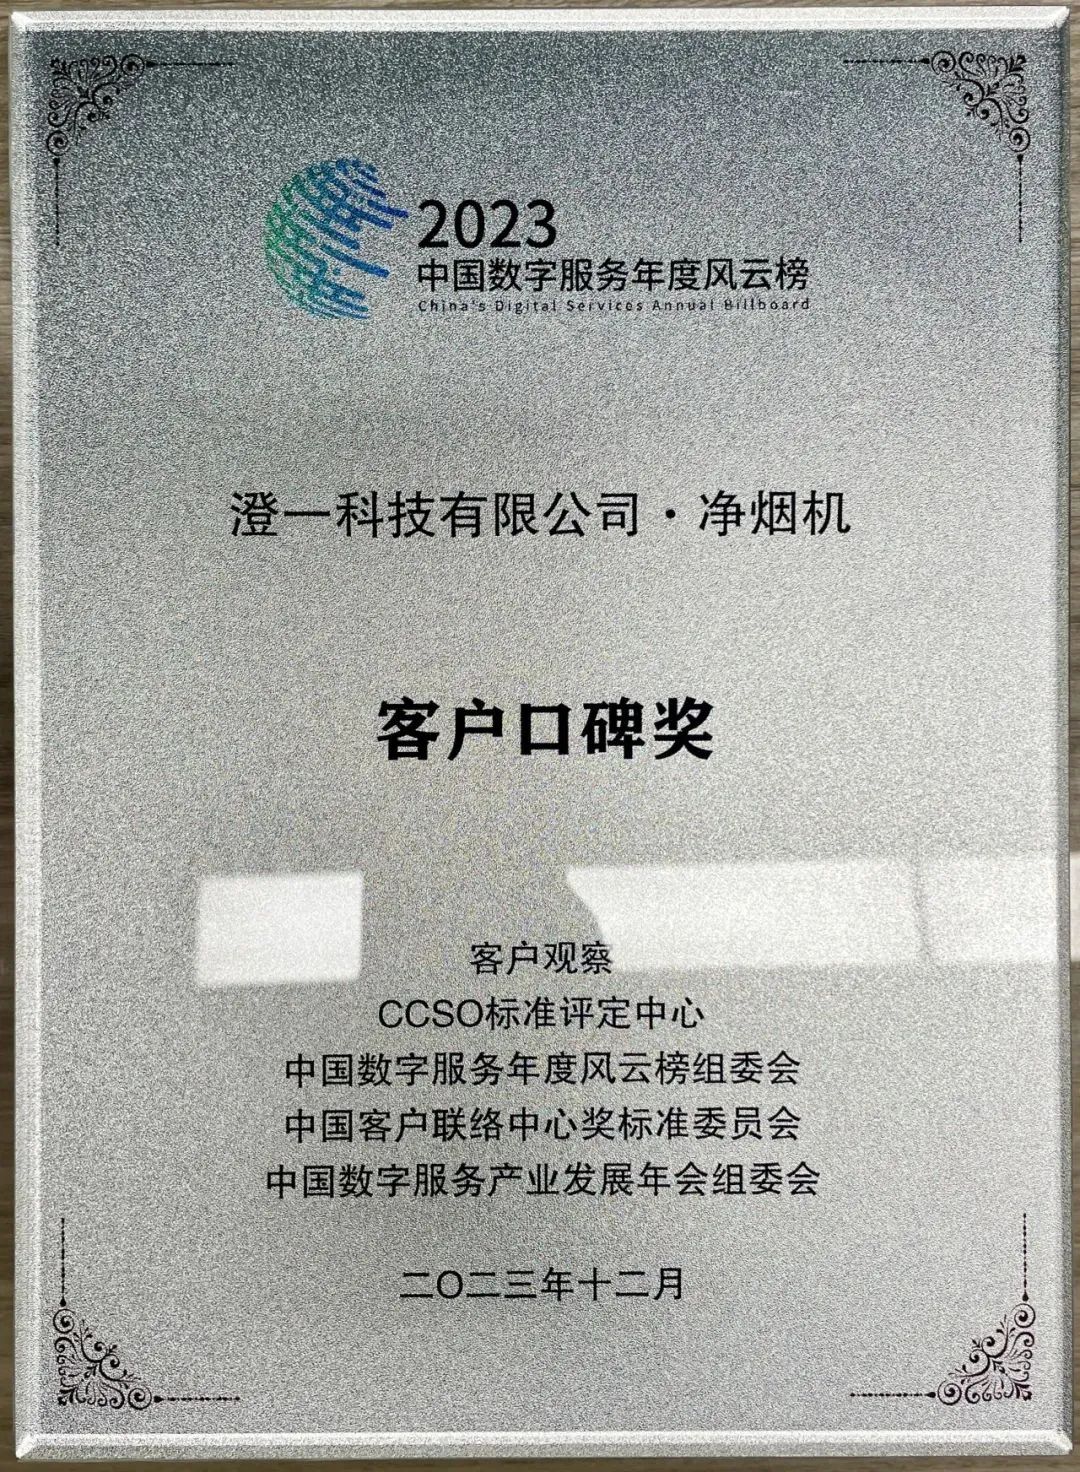 2023
中国数字服务年度风云榜
China's Digital Services Annual Billboard
澄一科技有限公司·净烟机
客户口碑奖
客户观察
CCSO标准评定中心
中国数字服务年度风云榜组委会
中国客户联络中心奖标准委员会
中国数字服务产业发展年会组委会
二〇二三年十二月